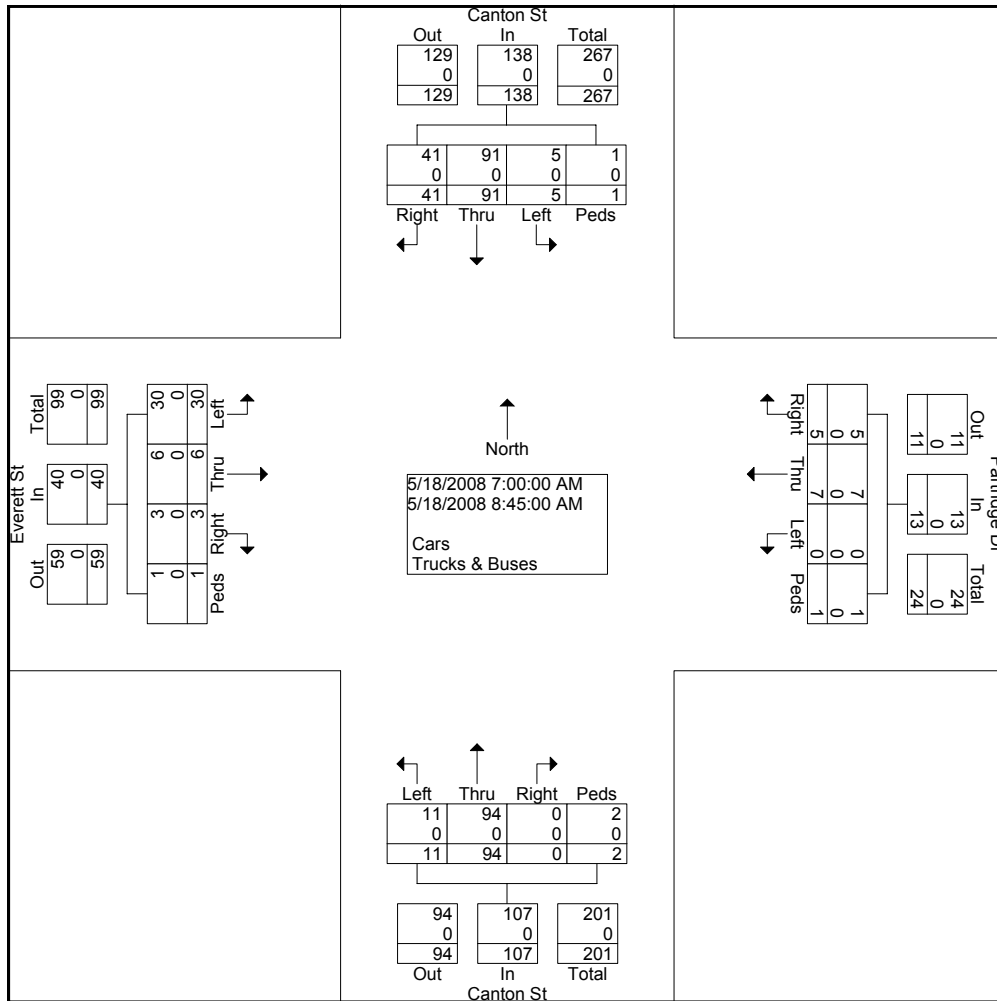 Canton St
Out In Total
129 138 267
0 0 0
129 138 267
41 91 5 1
0 0 0 0
41 91 5 1
Right Thru Left Peds
Everett St
Total In Out
99 40 59
0 0 0
99 40 59
30 6 3 1
0 0 0 0
30 6 3 1
Left Thru Right Peds
North
5/18/2008 7:00:00 AM
5/18/2008 8:45:00 AM
Cars
Trucks & Buses
Right Thru Left Peds
5 7 0 1
0 0 0 0
5 7 0 1
Out In Total
11 13 24
0 0 0
11 13 24
Partridge Dr
Left Thru Right Peds
11 94 0 2
0 0 0 0
11 94 0 2
94 107 201
0 0 0
94 107 201
Out In Total
Canton St